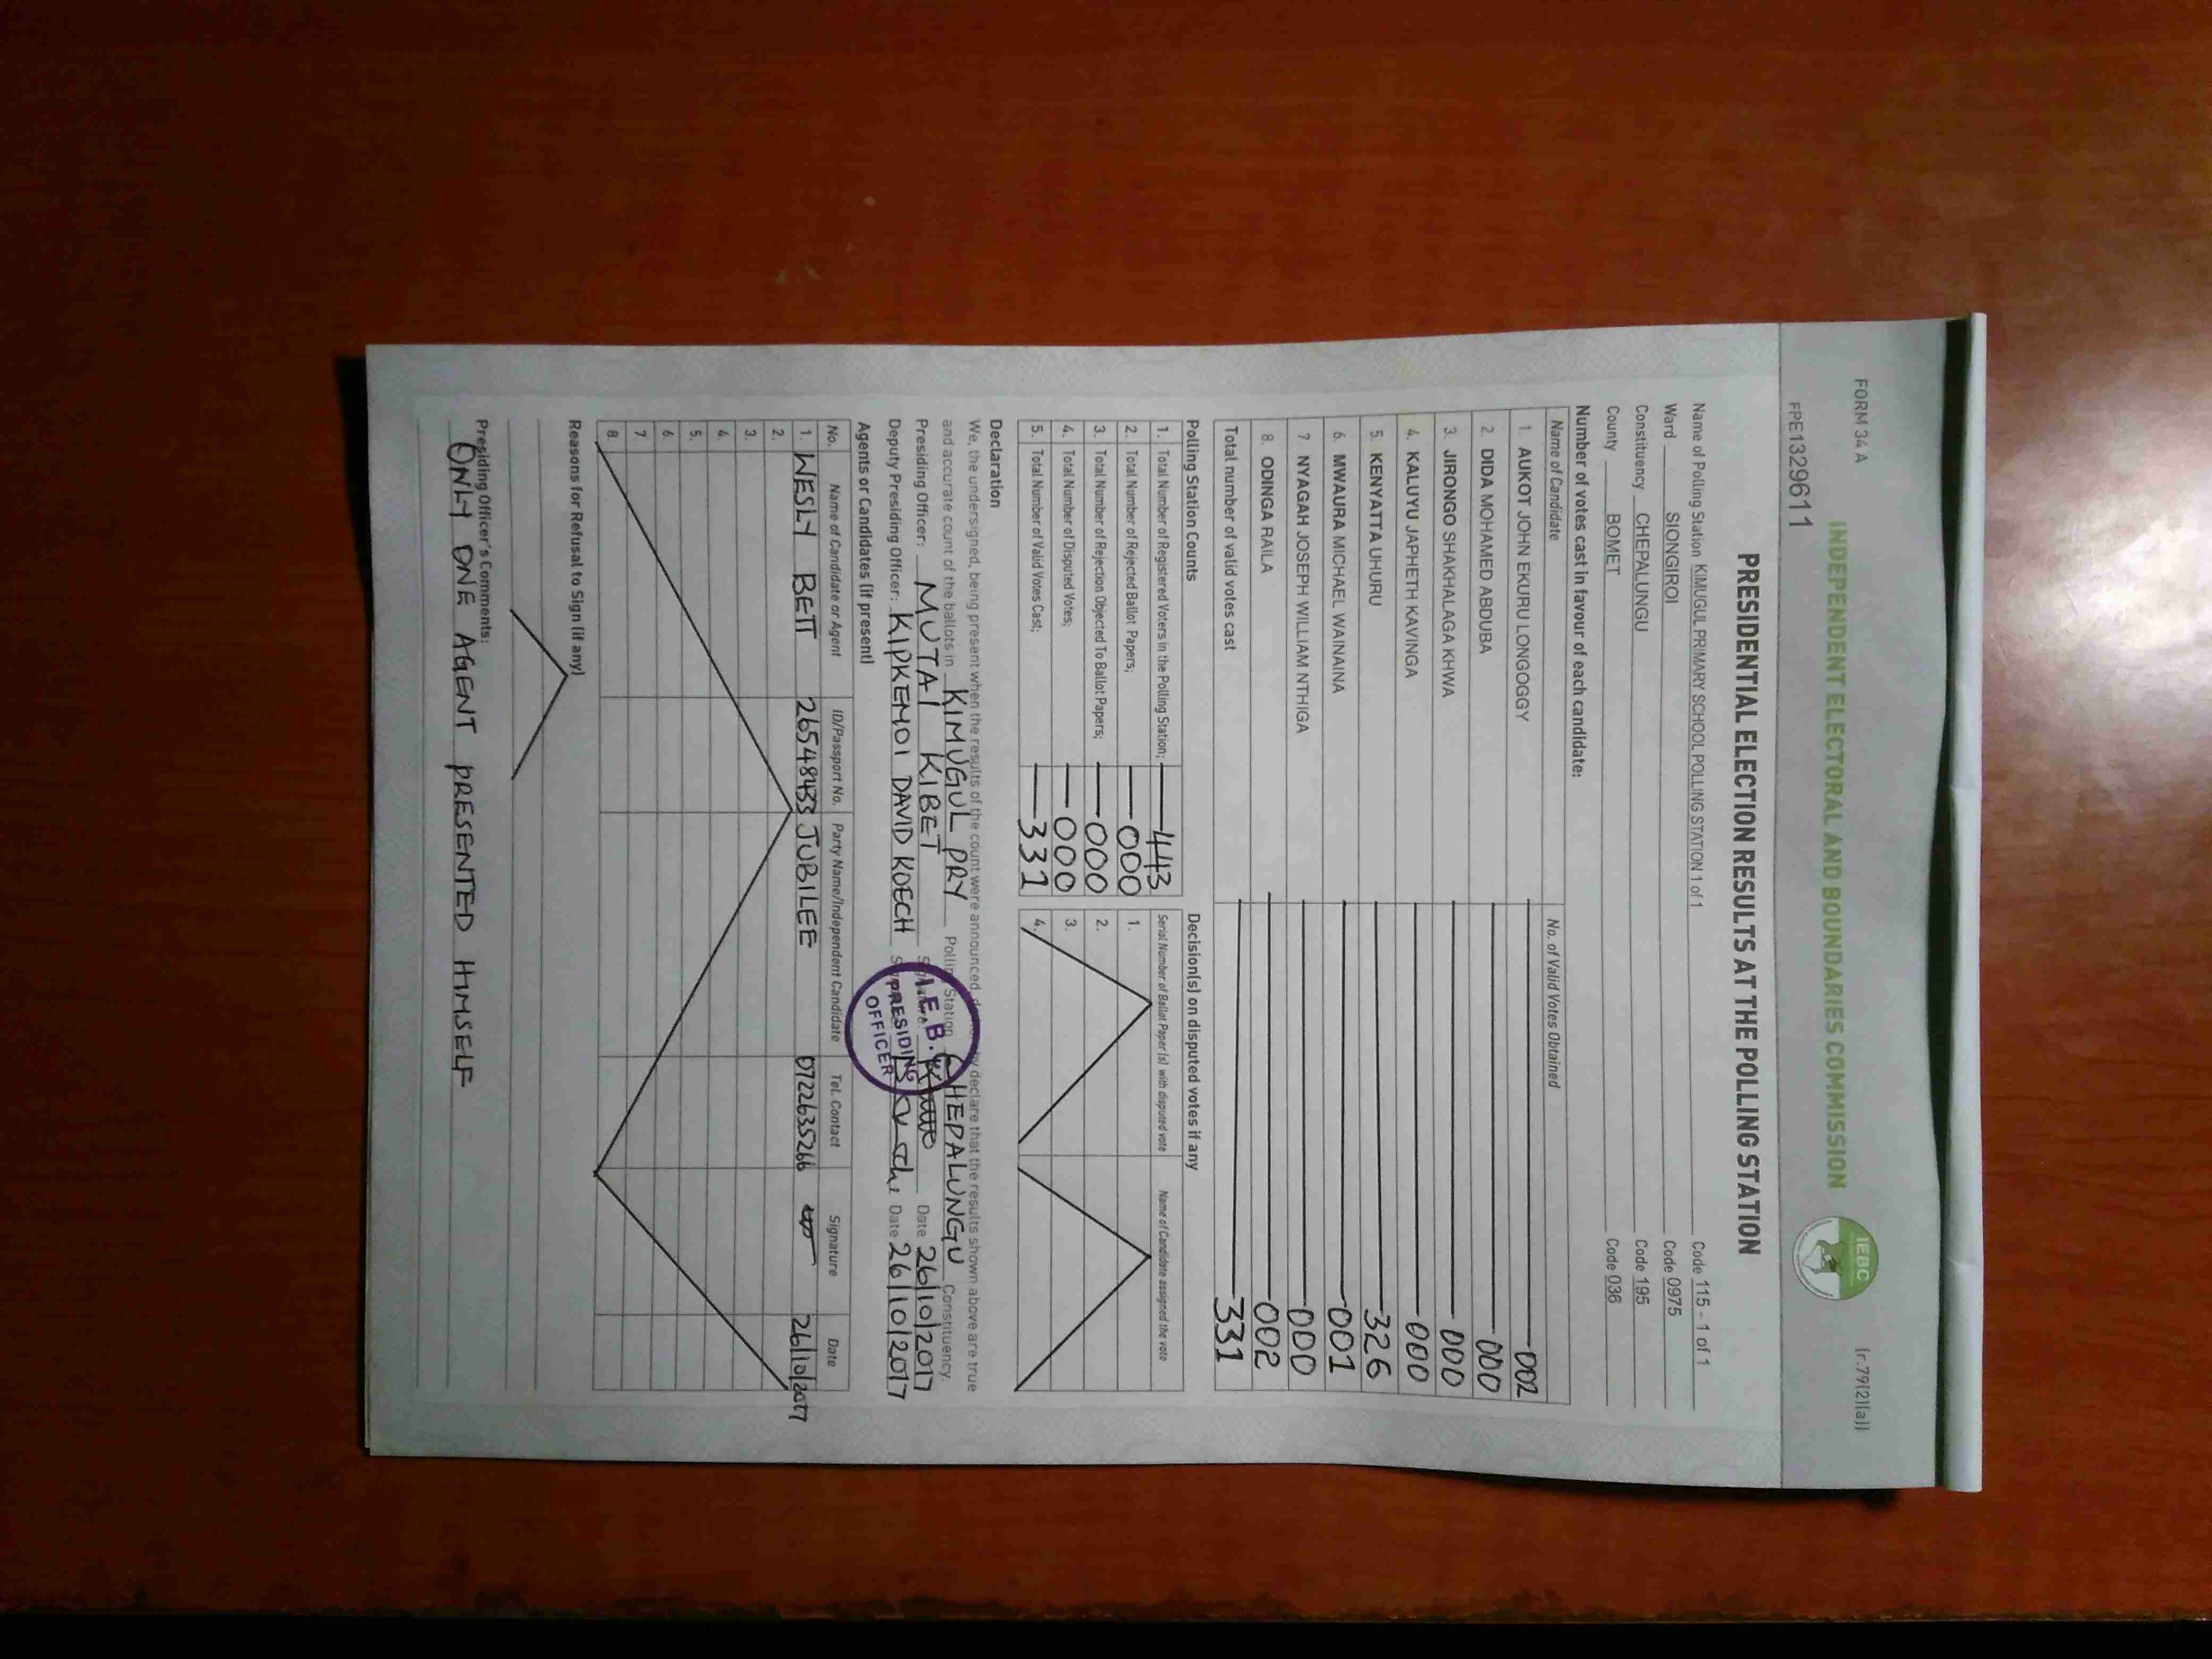 FORM 34 A
INDEPENDENT ELECTORAL AND BOUNDARIES COMMISSION
IEBC
(r.79(2)(a))
FPE1329611
PRESIDENTIAL ELECTION RESULTS AT THE POLLING STATION
Name of Polling Station KIMUGUL PRIMARY SCHOOL POLLING STATION 1 of 1 Code 115 - 1 of 1
Ward SIONGIROI Code 0975
Constituency CHEPALUNGU Code 195
County BOMET Code 036
Number of votes cast in favour of each candidate:
Name of Candidate No. of Valid Votes Obtained
1. AUKOT JOHN EKURU LONGOGGY 002
2. DIDA MOHAMED ABDUBA 000
3. JIRONGO SHAKHALAGA KHWA 000
4. KALUYU JAPHETH KAVINGA 000
5. KENYATTA UHURU 326
6. MWAURA MICHAEL WAINAINA 001
7 NYAGAH JOSEPH WILLIAM NTHIGA 000
8. ODINGA RAILA 002
Total number of valid votes cast 331
Polling Station Counts
1. Total Number of Registered Voters in the Polling Station; 443
2. Total Number of Rejected Ballot Papers; 000
3. Total Number of Rejection Objected To Ballot Papers; 000
4. Total Number of Disputed Votes; 000
5. Total Number of Valid Votes Cast; 331
Decision(s) on disputed votes if any
Serial Number of Ballot Paper(s) with disputed vote Name of Candidate assigned the vote
1.
2.
3.
4.
Declaration
We, the undersigned, being present when the results of the count were announced, do hereby declare that the results shown above are true
and accurate count of the ballots in KIMUGUL PRY Polling Station CHEPALUNGU Constituency.
Presiding Officer: MUTAI KIBET Signature: Date 26/10/2017
Deputy Presiding Officer: KIPKEMOI DAVID KOECH Date 26/10/2017
I.E.B.C
PRESIDING
OFFICER
Agents or Candidates (if present)
No. Name of Candidate or Agent ID/Passport No. Party Name/Independent Candidate Tel. Contact Signature Date
1. WESLY BETT 26548433 JUBILEE 0722635266 26/10/2017
2.
3.
4.
5.
6.
7.
8.
Reasons for Refusal to Sign (if any)
Presiding Officer's Comments:
ONLY ONE AGENT PRESENTED HIMSELF